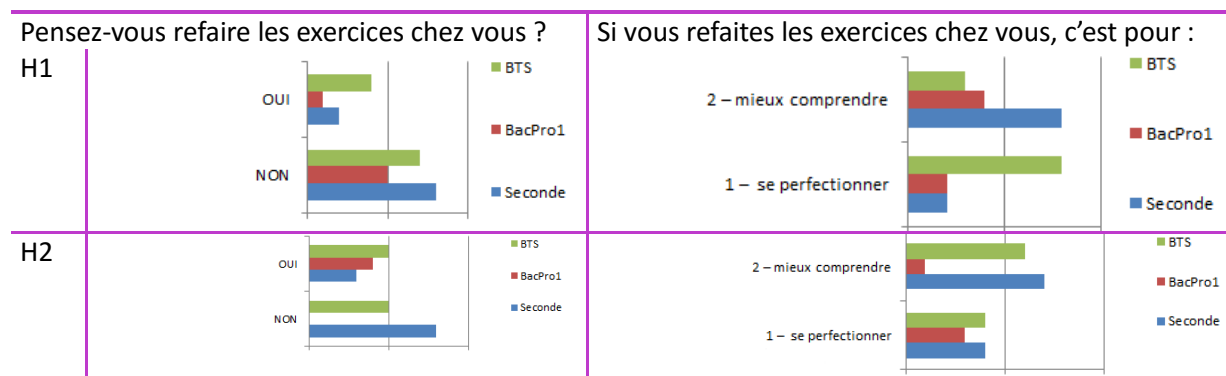 Pensez-vous refaire les exercices chez vous ?
Si vous refaites les exercices chez vous, c’est pour :
H1
OUI
NON
BTS
BacPro1
Seconde
2 – mieux comprendre
1 – se perfectionner
BTS
BacPro1
Seconde
H2
OUI
NON
BTS
BacPro1
Seconde
2 – mieux comprendre
1 – se perfectionner
BTS
BacPro1
Seconde